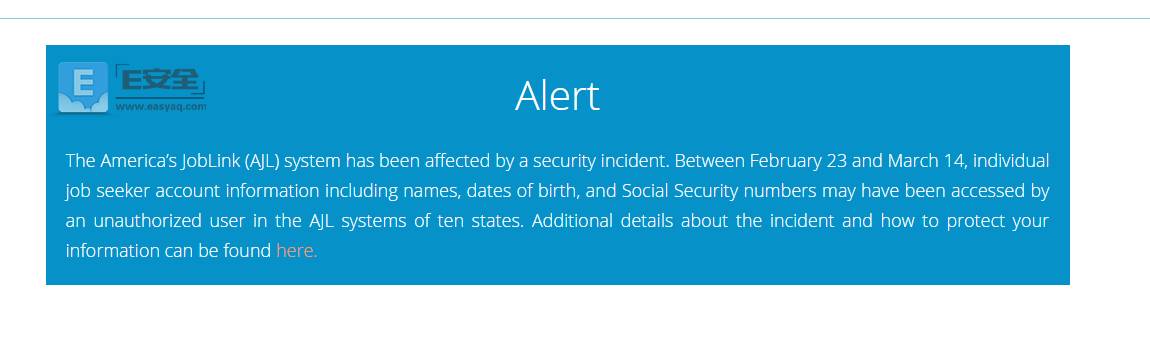 E
E安全
www.easyaq.com
Alert
The America's JobLink (AJL) system has been affected by a security incident. Between February 23 and March 14, individual
job seeker account information including names, dates of birth, and Social Security numbers may have been accessed by
an unauthorized user in the AJL systems of ten states. Additional details about the incident and how to protect your
information can be found here.